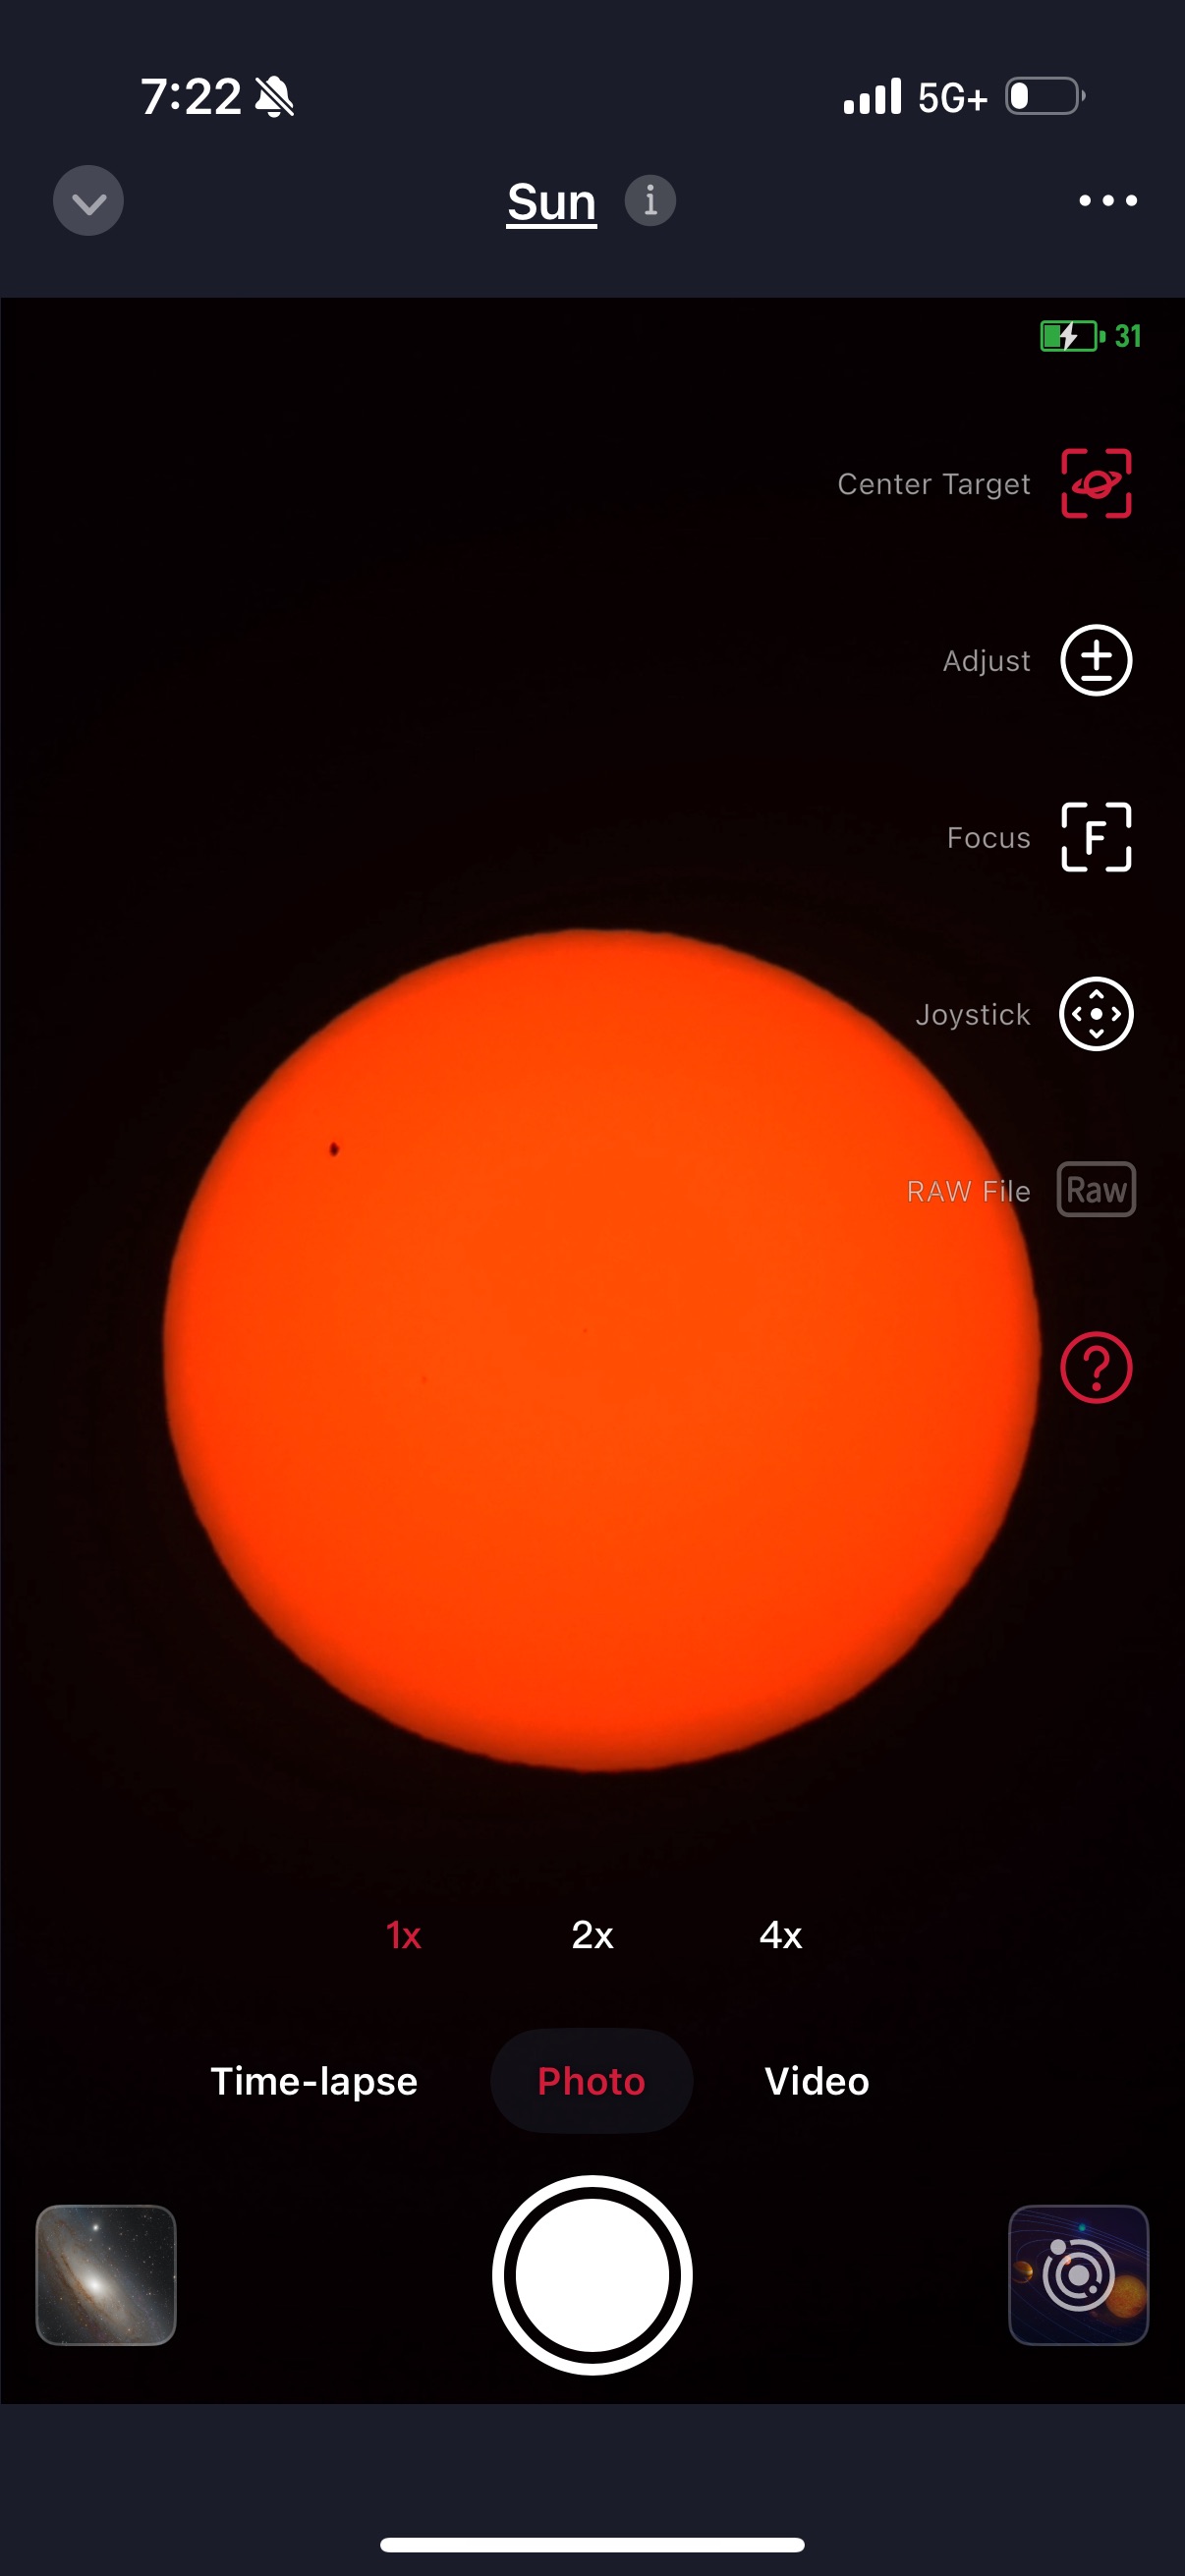 7:22 5G+
Sun
31
Center Target
Adjust
Focus
Joystick
RAW File Raw
1x 2x 4x
Time-lapse Photo Video